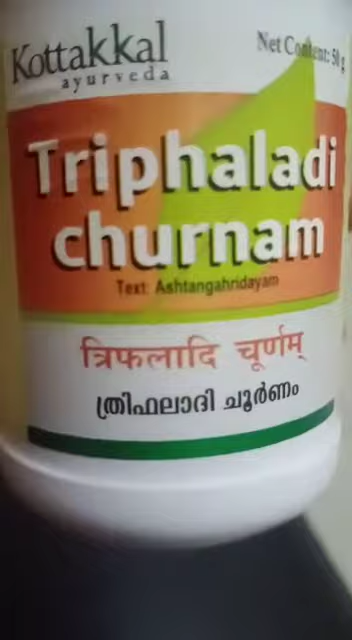 Kottakkal
ayurveda
Net Content: 50 g
Triphaladi
churnam
Text: Ashtangahridayam
त्रिफलादि चूर्णम्
ത്രിഫലാദി ചൂർണം